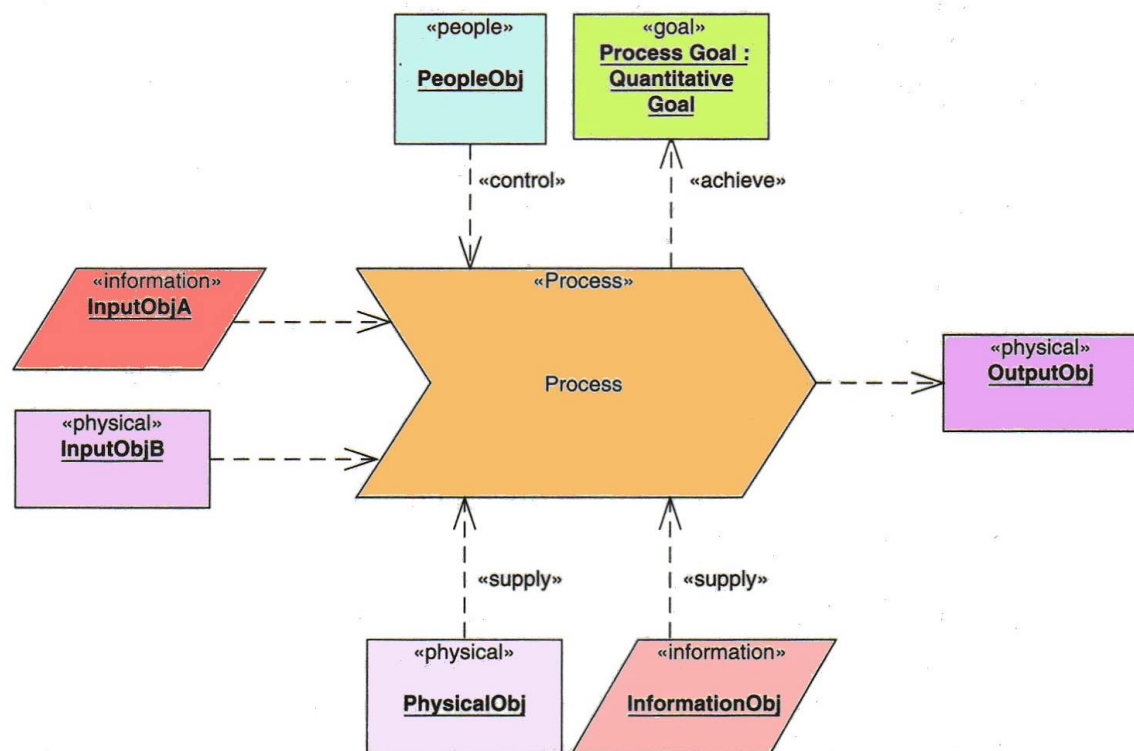 «people»
PeopleObj
«goal»
Process Goal :
Quantitative
Goal
«control»
«achieve»
«information»
InputObjA
«Process»
Process
«physical»
OutputObj
«physical»
InputObjB
«supply»
«supply»
«physical»
PhysicalObj
«information»
InformationObj